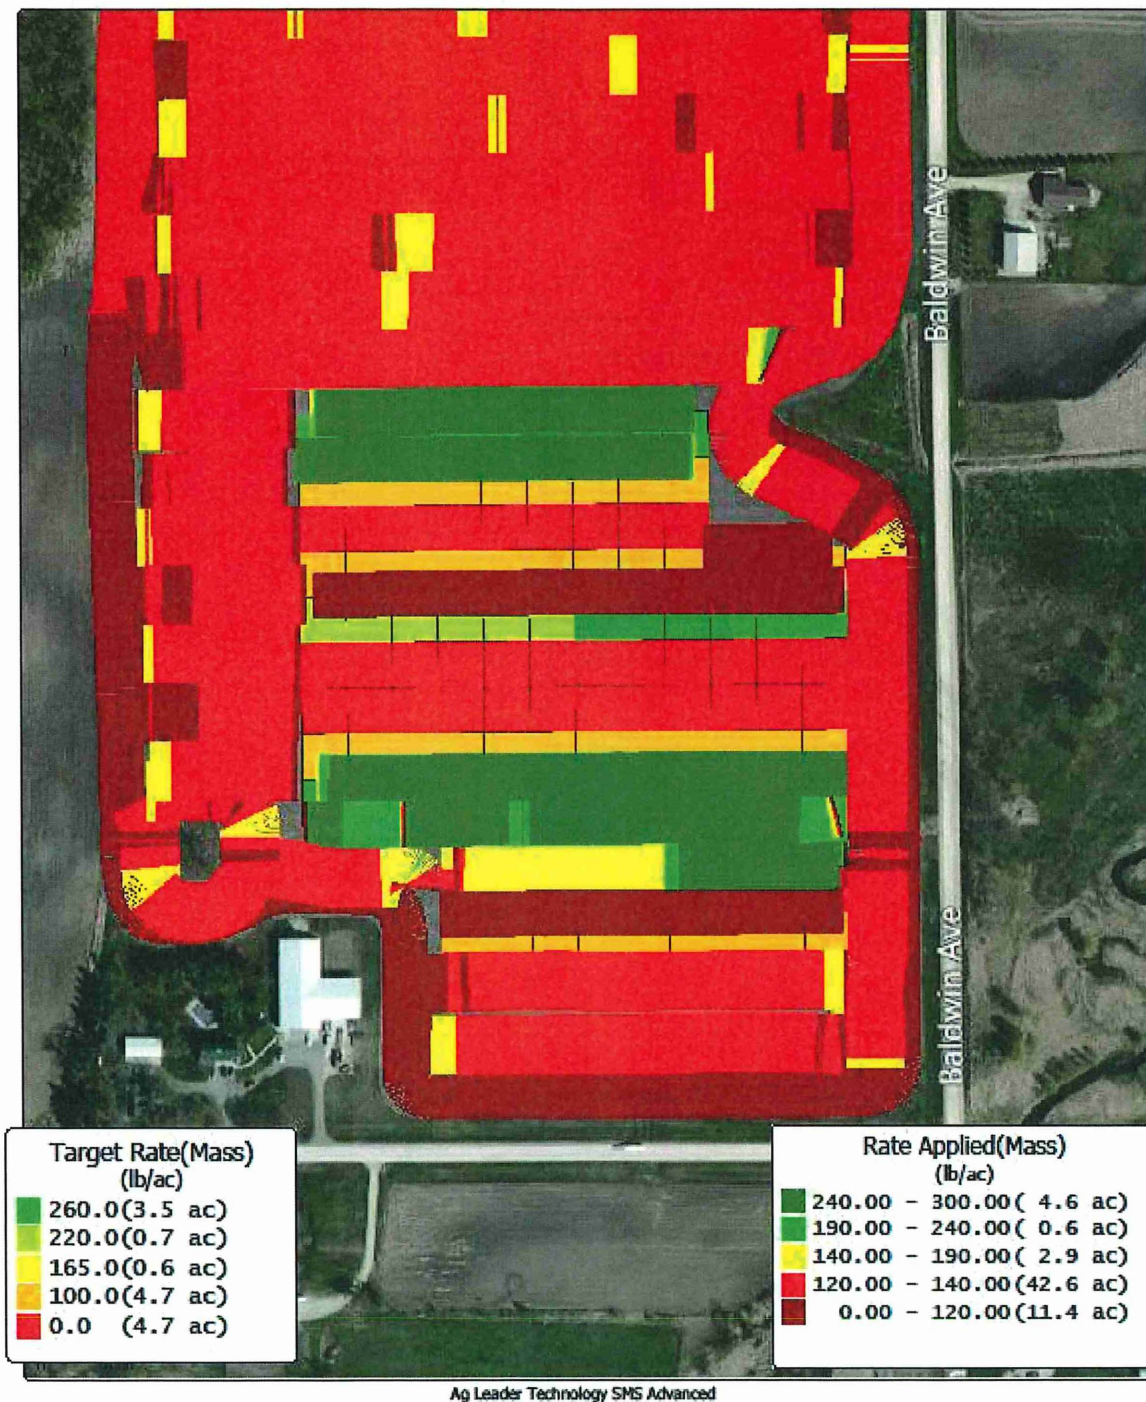 Baldwin Ave
Baldwin Ave
Target Rate(Mass)
(lb/ac)
260.0(3.5 ac)
220.0(0.7 ac)
165.0(0.6 ac)
100.0(4.7 ac)
0.0 (4.7 ac)
Rate Applied(Mass)
(lb/ac)
240.00 - 300.00( 4.6 ac)
190.00 - 240.00( 0.6 ac)
140.00 - 190.00( 2.9 ac)
120.00 - 140.00(42.6 ac)
0.00 - 120.00(11.4 ac)
Ag Leader Technology SMS Advanced